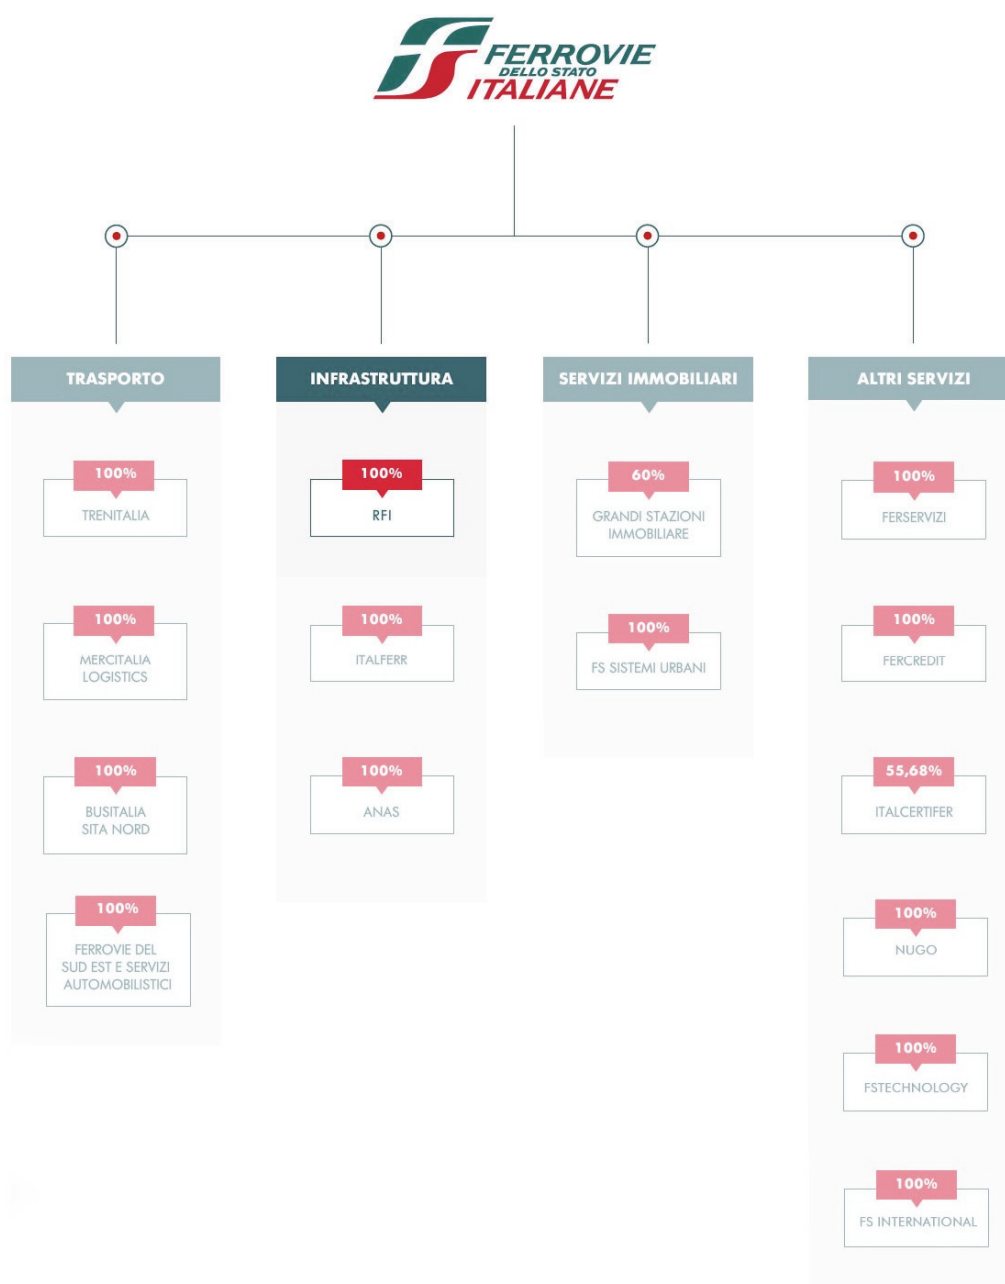 FERROVIE
DELLO STATO
ITALIANE
TRASPORTO
100%
TRENITALIA
100%
MERCITALIA
LOGISTICS
100%
BUSITALIA
SITA NORD
100%
FERROVIE DEL
SUD EST E SERVIZI
AUTOMOBILISTICI
INFRASTRUTTURA
100%
RFI
100%
ITALFERR
100%
ANAS
SERVIZI IMMOBILIARI
60%
GRANDI STAZIONI
IMMOBILIARE
100%
FS SISTEMI URBANI
ALTRI SERVIZI
100%
FERSERVIZI
100%
FERCREDIT
55,68%
ITALCERTIFER
100%
NUGO
100%
FSTECHNOLOGY
100%
FS INTERNATIONAL